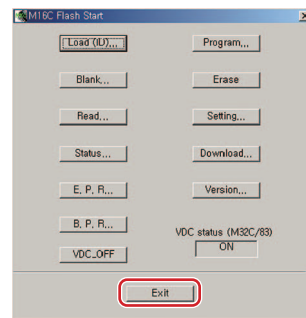 M16C Flash Start
Load (ID)... Program...
Blank... Erase
Read... Setting...
Status... Download...
E. P. R... Version...
B. P. R...
VDC status (M32C/83)
VDC_OFF ON
Exit